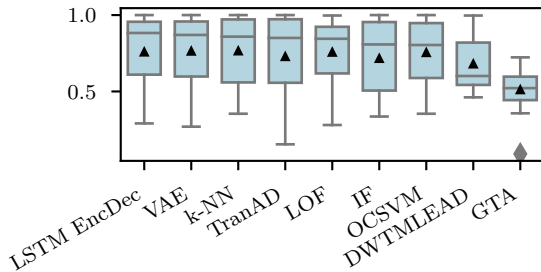 1.0
0.5
LSTM EncDec
VAE
k-NN
TranAD
LOF
IF
OCSVM
DWTMLEAD
GTA